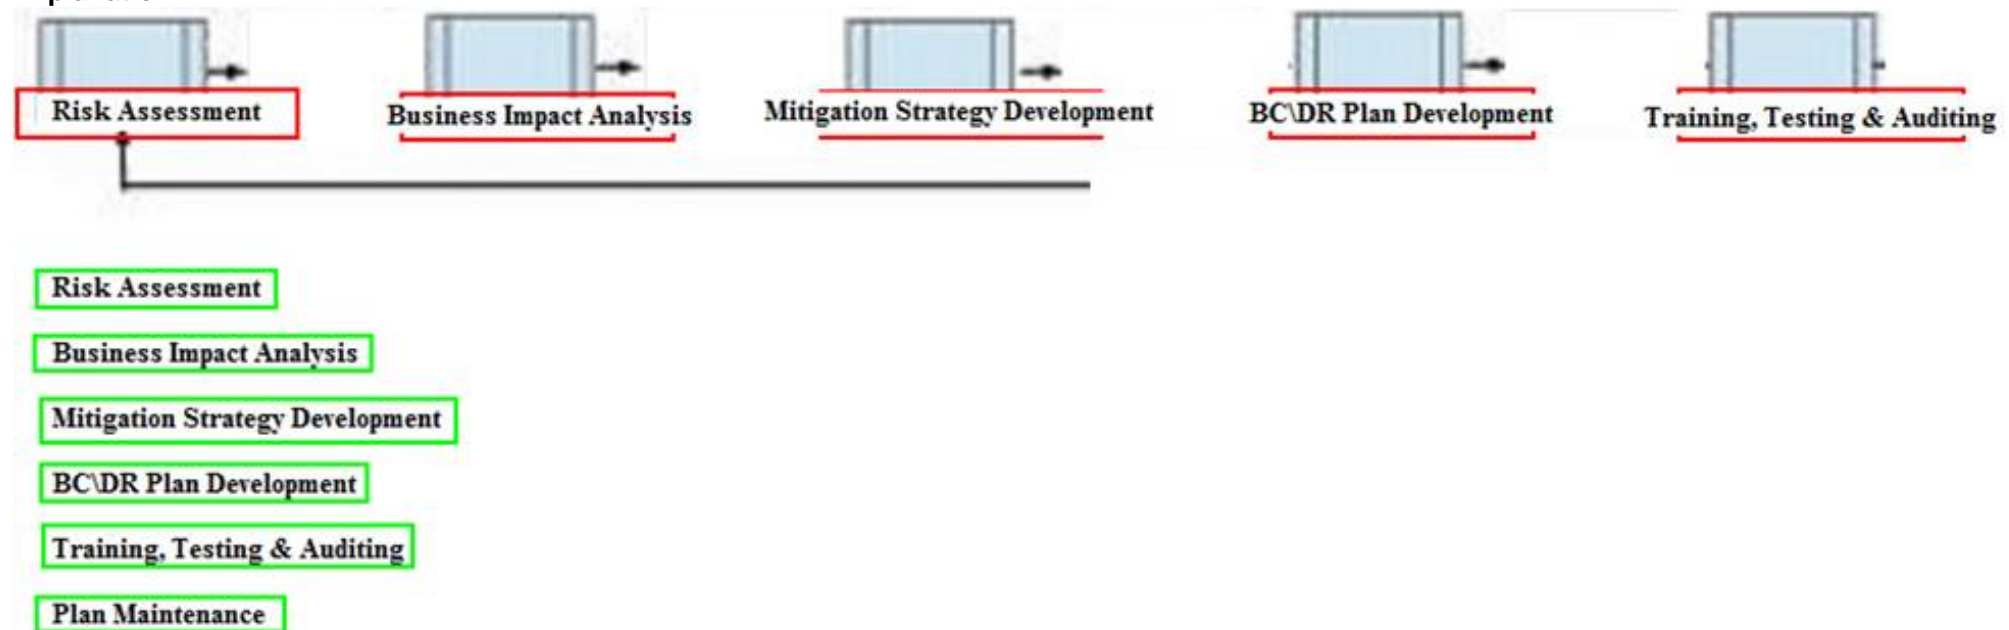 Risk Assessment
Business Impact Analysis
Mitigation Strategy Development
BC\DR Plan Development
Training, Testing & Auditing
Risk Assessment
Business Impact Analysis
Mitigation Strategy Development
BC\DR Plan Development
Training, Testing & Auditing
Plan Maintenance